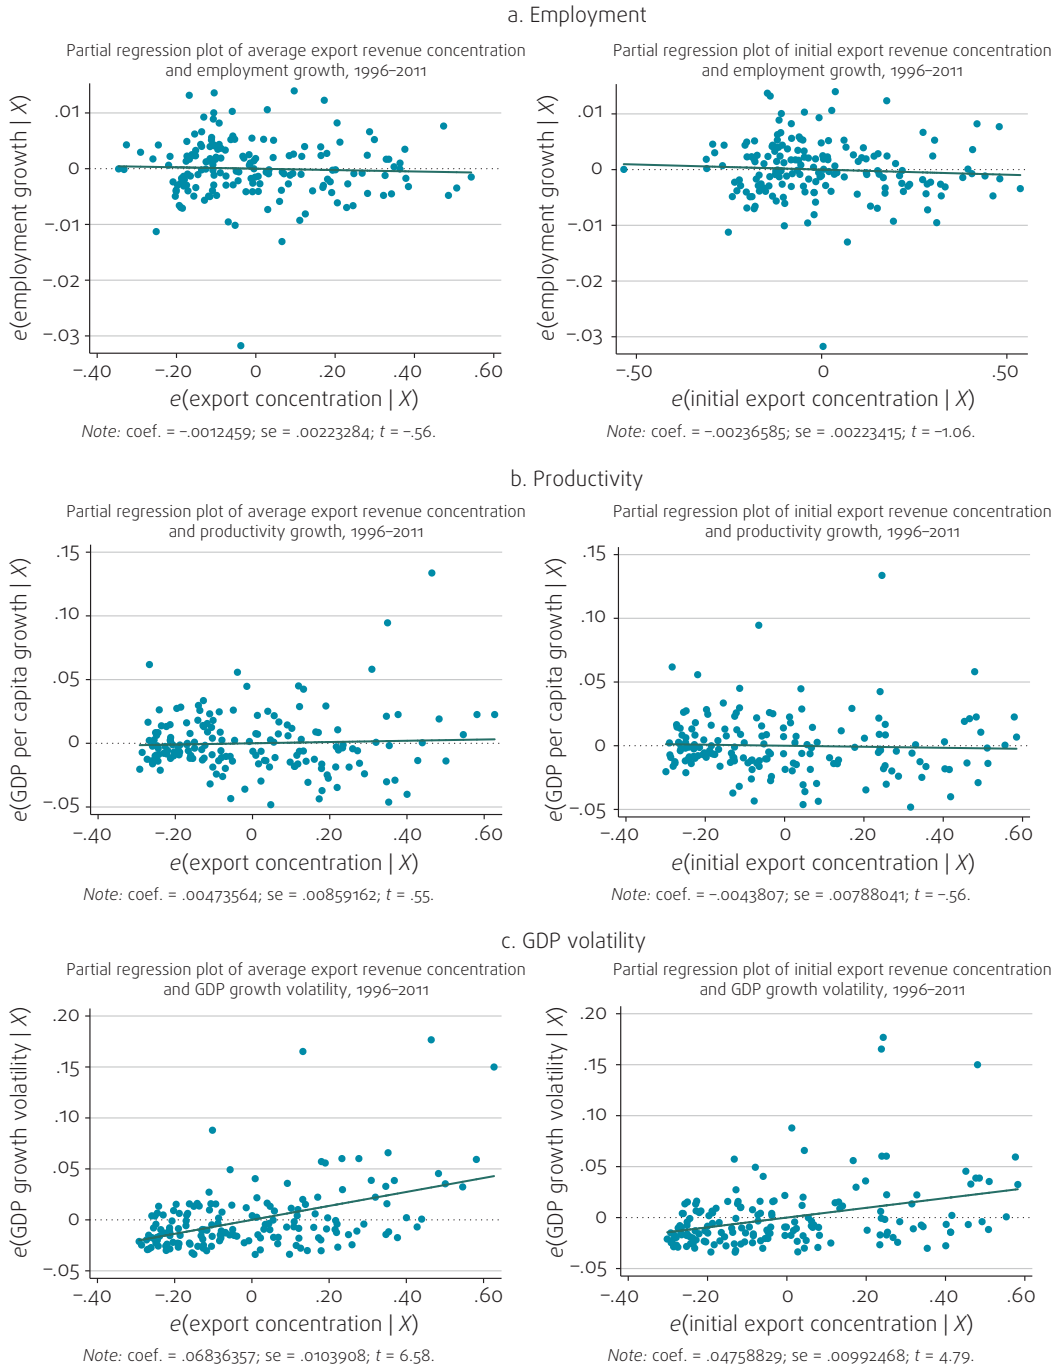 a. Employment
Partial regression plot of average export revenue concentration
and employment growth, 1996–2011
e(employment growth | X)
.01
0
–.01
–.02
–.03
–.40
–.20
0
.20
.40
.60
e(export concentration | X)
Note: coef. = –.0012459; se = .00223284; t = –.56.
Partial regression plot of initial export revenue concentration
and employment growth, 1996–2011
e(employment growth | X)
.01
0
–.01
–.02
–.03
–.50
0
.50
e(initial export concentration | X)
Note: coef. = –.00236585; se = .00223415; t = –1.06.
b. Productivity
Partial regression plot of average export revenue concentration
and productivity growth, 1996–2011
e(GDP per capita growth | X)
.15
.10
.05
0
–.05
–.40
–.20
0
.20
.40
.60
e(export concentration | X)
Note: coef. = .00473564; se = .00859162; t = .55.
Partial regression plot of initial export revenue concentration
and productivity growth, 1996–2011
e(GDP per capita growth | X)
.15
.10
.05
0
–.05
–.40
–.20
0
.20
.40
.60
e(initial export concentration | X)
Note: coef. = –.0043807; se = .00788041; t = –.56.
c. GDP volatility
Partial regression plot of average export revenue concentration
and GDP growth volatility, 1996–2011
e(GDP growth volatility | X)
.20
.15
.10
.05
0
–.05
–.40
–.20
0
.20
.40
.60
e(export concentration | X)
Note: coef. = .06836357; se = .0103908; t = 6.58.
Partial regression plot of initial export revenue concentration
and GDP growth volatility, 1996–2011
e(GDP growth volatility | X)
.20
.15
.10
.05
0
–.05
–.40
–.20
0
.20
.40
.60
e(initial export concentration | X)
Note: coef. = .04758829; se = .00992468; t = 4.79.